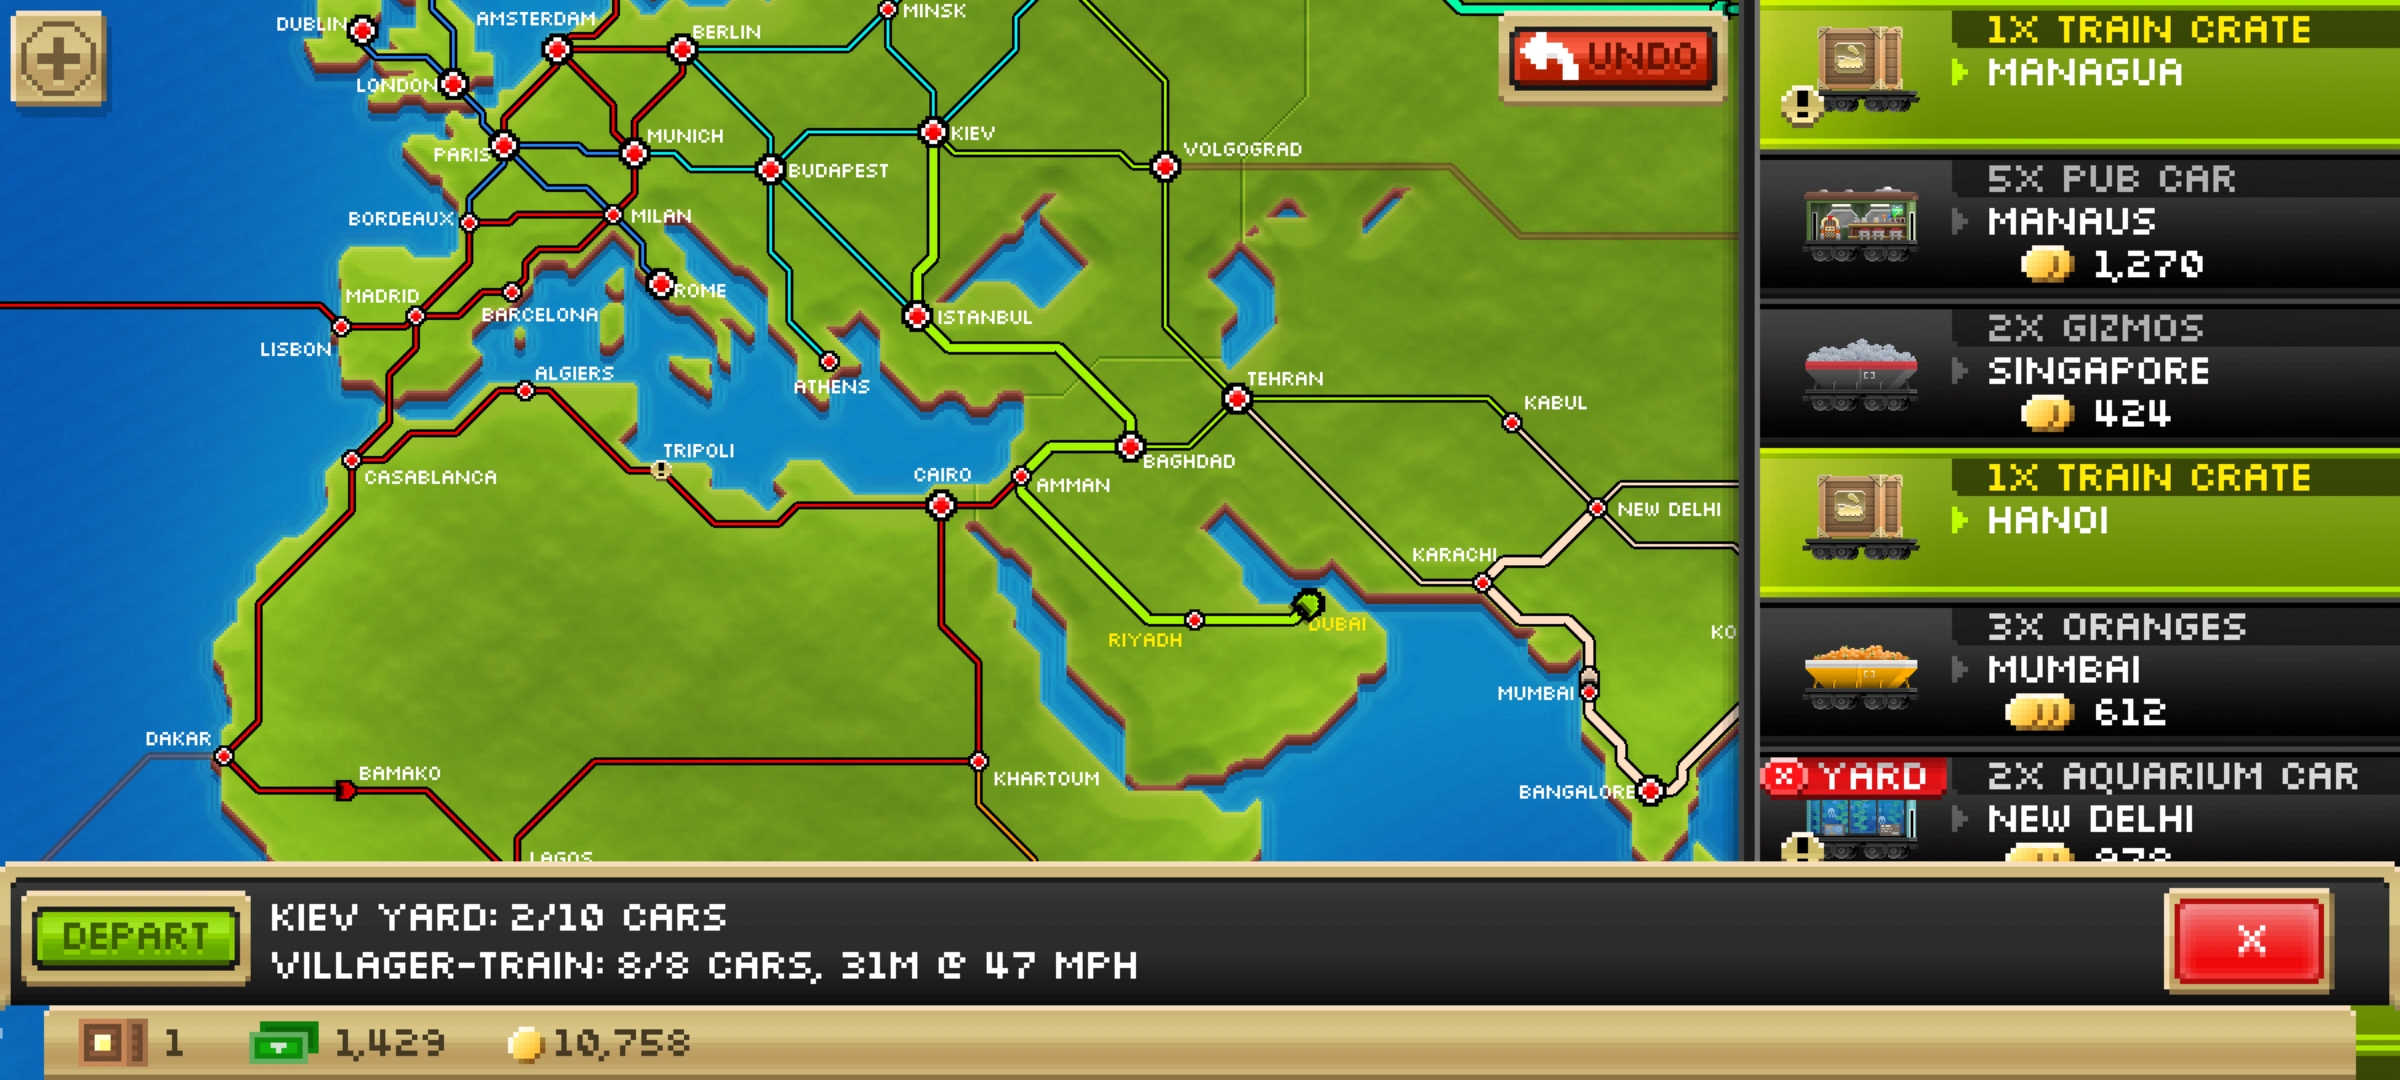 DUBLIN
AMSTERDAM
BERLIN
MINSK
LONDON
UNDO
PARIS
MUNICH
BUDAPEST
KIEV
VOLGOGRAD
BORDEAUX
MILAN
MADRID
ROME
BARCELONA
ISTANBUL
LISBON
ALGIERS
ATHENS
TEHRAN
KABUL
TRIPOLI
CASABLANCA
CAIRO
AMMAN
BAGHDAD
NEW DELHI
KARACHI
RIYADH
DUBAI
KO
MUMBAI
DAKAR
BAMAKO
KHARTOUM
BANGALORE
LAGOS
1X TRAIN CRATE
MANAGUA
5X PUB CAR
MANAUS
1,270
2X GIZMOS
SINGAPORE
424
1X TRAIN CRATE
HANOI
3X ORANGES
MUMBAI
612
X YARD
2X AQUARIUM CAR
NEW DELHI
DEPART
KIEV YARD: 2/10 CARS
VILLAGER-TRAIN: 8/8 CARS, 31M @ 47 MPH
X
1
1,429
10,758